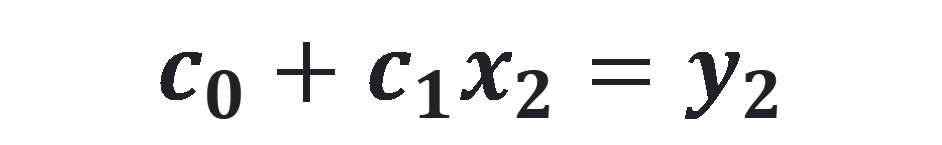 c₀ + c₁x₂ = y₂